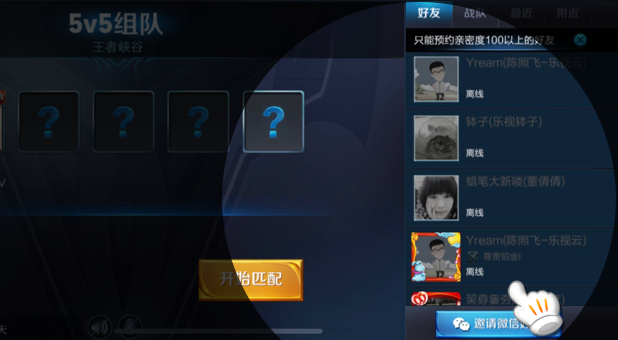 5v5组队
王者峡谷
? ? ? ?
开始匹配
天
好友 战队 最近 附近
只能预约亲密度100以上的好友
Yream(陈照飞-乐视云)
离线
钵子(乐视钵子)
离线
蜡笔大新喽(董倩倩)
离线
Yream(陈照飞-乐视云)
尊贵铂金I
离线
邀请微信